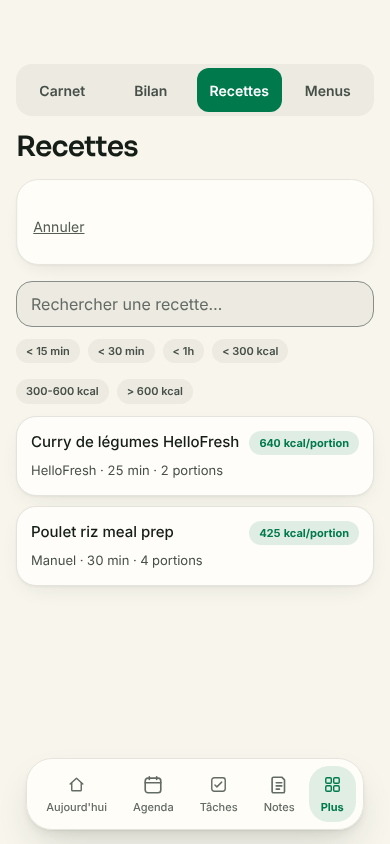 Carnet Bilan Recettes Menus
Recettes
Annuler
Rechercher une recette...
< 15 min < 30 min < 1h < 300 kcal
300-600 kcal > 600 kcal
Curry de légumes HelloFresh 640 kcal/portion
HelloFresh · 25 min · 2 portions
Poulet riz meal prep 425 kcal/portion
Manuel · 30 min · 4 portions
Aujourd'hui Agenda Tâches Notes Plus